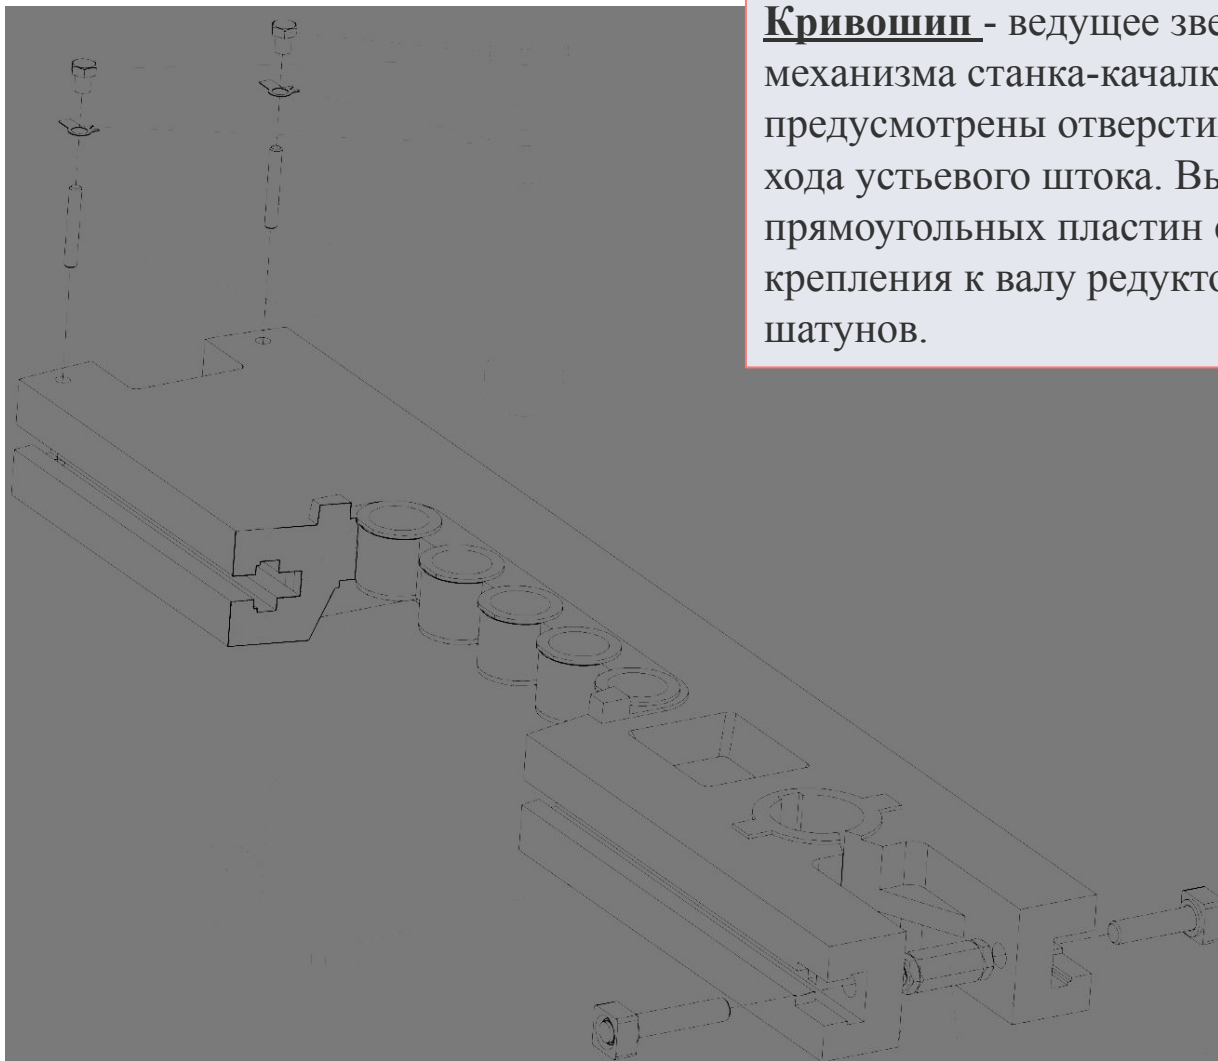 Кривошип - ведущее зве
механизма станка-качалк
предусмотрены отверсти
хода устьевого штока. Вы
прямоугольных пластин с
крепления к валу редукто
шатунов.